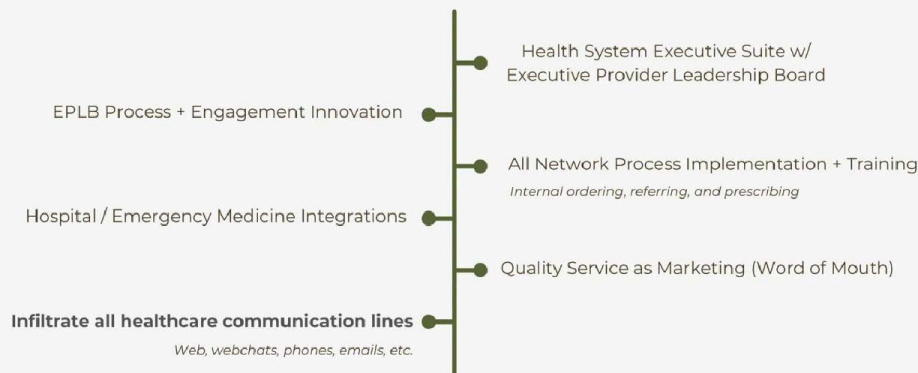 Health System Executive Suite w/
Executive Provider Leadership Board
EPLB Process + Engagement Innovation
All Network Process Implementation + Training
Internal ordering, referring, and prescribing
Hospital / Emergency Medicine Integrations
Quality Service as Marketing (Word of Mouth)
Infiltrate all healthcare communication lines
Web, webchats, phones, emails, etc.